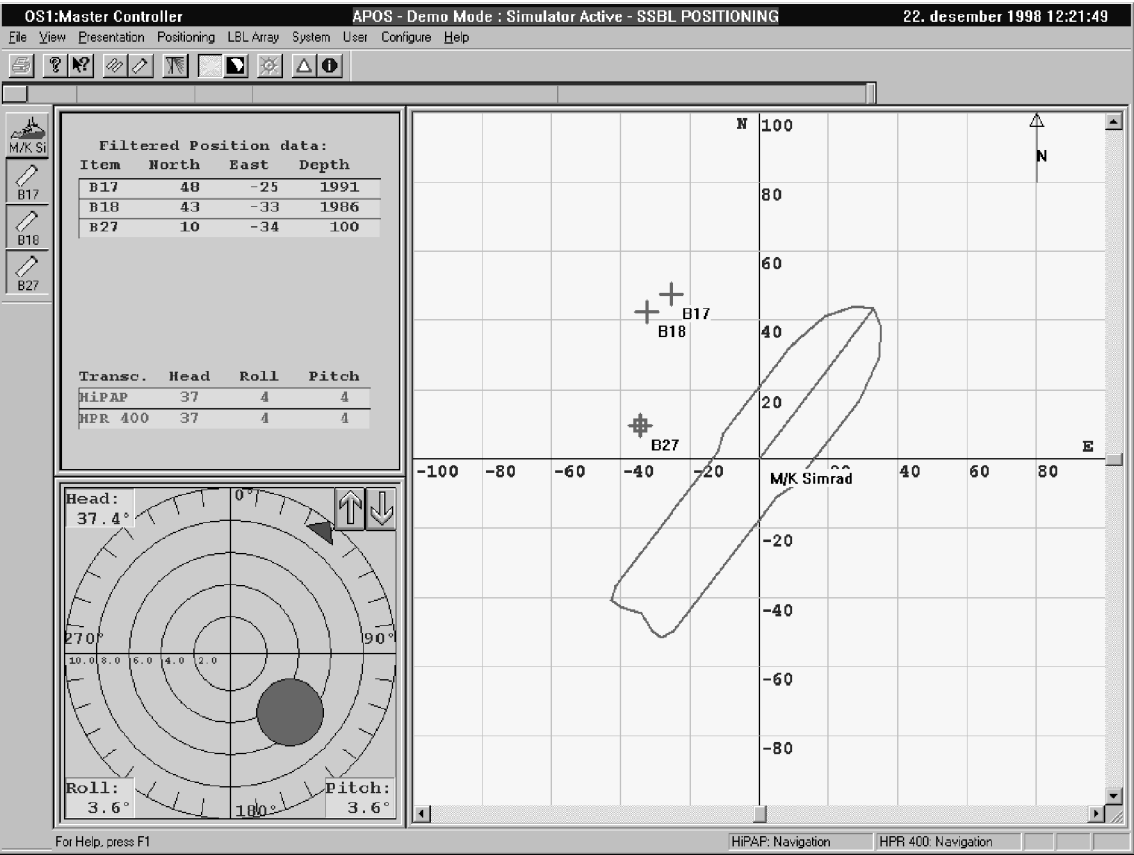 OS1:Master Controller APOS - Demo Mode : Simulator Active - SSBL POSITIONING 22. desember 1998 12:21:49
File View Presentation Positioning LBL Array System User Configure Help
M/K Si
B17
B18
B27
Filtered Position data:
Item North East Depth
B17 48 -25 1991
B18 43 -33 1986
B27 10 -34 100
Transc. Head Roll Pitch
HiPAP 37 4 4
HPR 400 37 4 4
Head:
37.4°
0°
270°
90°
10.0 8.0 6.0 4.0 2.0
Roll:
3.6°
180°
Pitch:
3.6°
N 100
N
80
60
B17
B18
40
20
B27
E
-100 -80 -60 -40 -20 40 60 80
M/K Simrad
-20
-40
-60
-80
For Help, press F1 HiPAP: Navigation HPR 400: Navigation